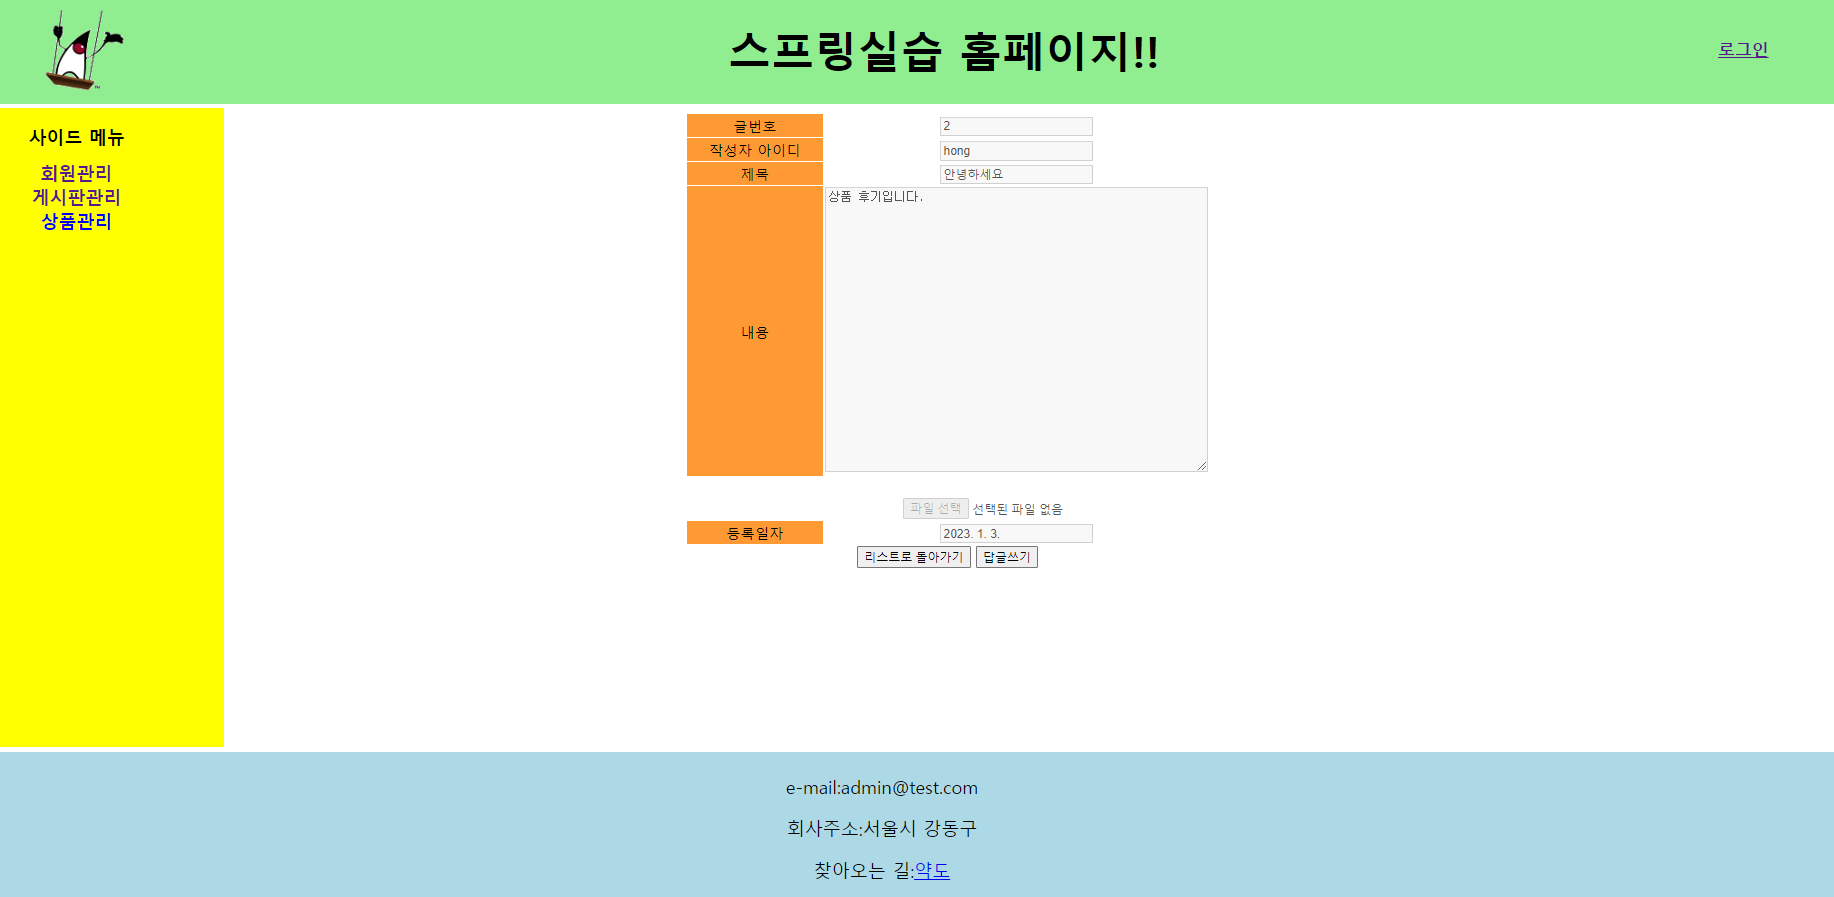 스프링실습 홈페이지!!
로그인
사이드 메뉴
회원관리
게시판관리
상품관리
글번호 2
작성자 아이디 hong
제목 안녕하세요
내용 상품 후기입니다.
파일 선택 선택된 파일 없음
등록일자 2023. 1. 3.
리스트로 돌아가기 답글쓰기
e-mail:admin@test.com
회사주소:서울시 강동구
찾아오는 길:약도